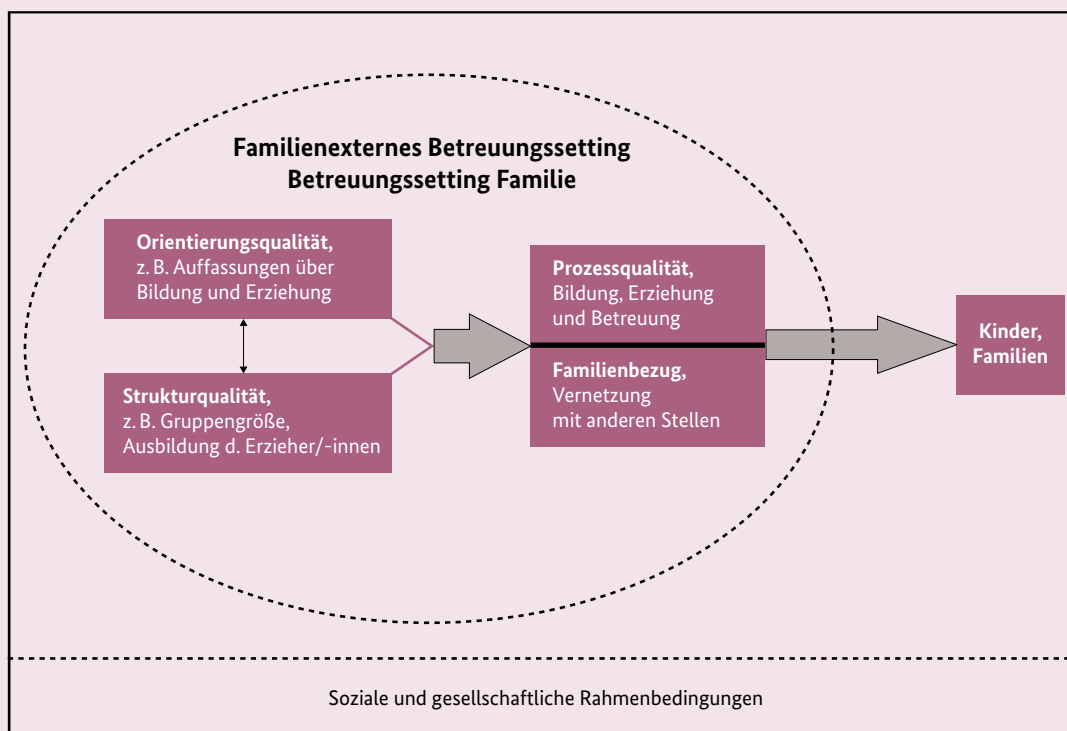 Familienexternes Betreuungssetting
Betreuungssetting Familie
Orientierungsqualität,
z. B. Auffassungen über
Bildung und Erziehung
Strukturqualität,
z. B. Gruppengröße,
Ausbildung d. Erzieher/-innen
Prozessqualität,
Bildung, Erziehung
und Betreuung
Familienbezug,
Vernetzung
mit anderen Stellen
Kinder,
Familien
Soziale und gesellschaftliche Rahmenbedingungen